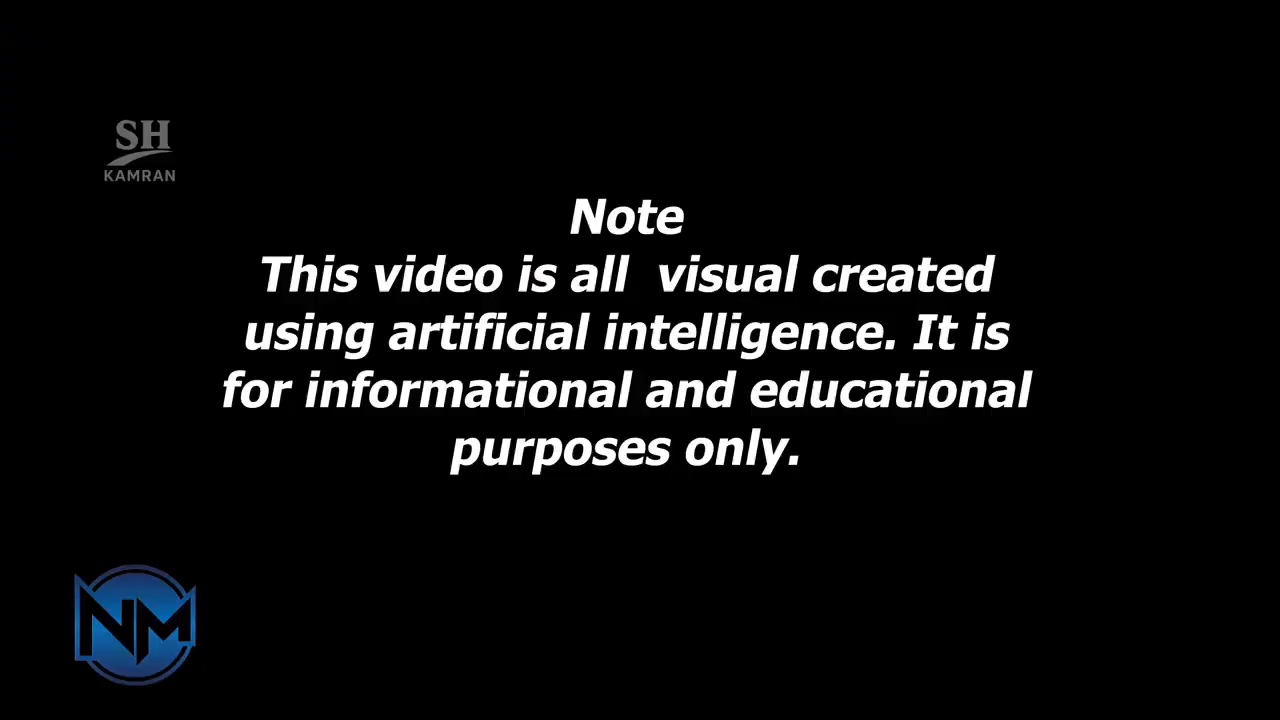 SH
KAMRAN
Note
This video is all  visual created
using artificial intelligence. It is
for informational and educational
purposes only.
NM